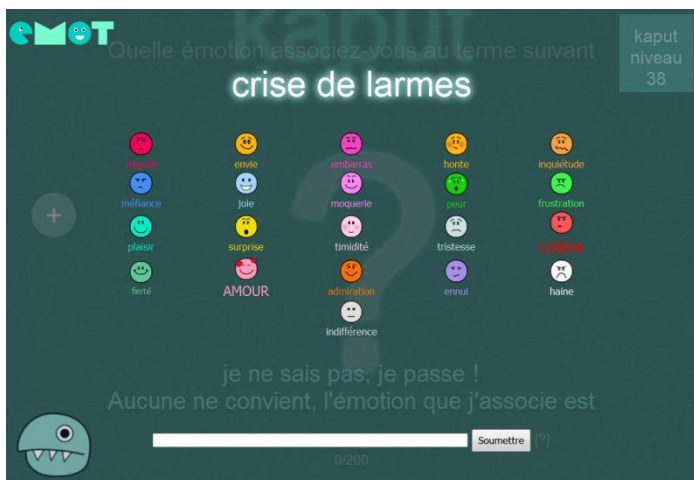 eMOT
kaput
Quelle émotion associez-vous au terme suivant
crise de larmes
kaput
niveau
38
dégoût envie embarras honte inquiétude
méfiance joie moquerie peur frustration
plaisir surprise timidité tristesse colère
fierté AMOUR admiration ennui haine
indifférence
+
?
je ne sais pas, je passe !
Aucune ne convient, l'émotion que j'associe est
Soumettre [?]
0/200